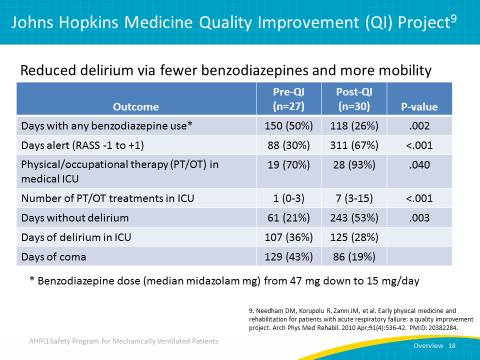 Johns Hopkins Medicine Quality Improvement (QI) Project9
Reduced delirium via fewer benzodiazepines and more mobility
Outcome Pre-QI (n=27) Post-QI (n=30) P-value
Days with any benzodiazepine use* 150 (50%) 118 (26%) .002
Days alert (RASS -1 to +1) 88 (30%) 311 (67%) <.001
Physical/occupational therapy (PT/OT) in medical ICU 19 (70%) 28 (93%) .040
Number of PT/OT treatments in ICU 1 (0-3) 7 (3-15) <.001
Days without delirium 61 (21%) 243 (53%) .003
Days of delirium in ICU 107 (36%) 125 (28%)
Days of coma 129 (43%) 86 (19%)
* Benzodiazepine dose (median midazolam mg) from 47 mg down to 15 mg/day
9. Needham DM, Korupolu R, Zanni JM, et al. Early physical medicine and
rehabilitation for patients with acute respiratory failure: a quality improvement
project. Arch Phys Med Rehabil. 2010 Apr;91(4):536-42. PMID: 20382284.
AHRQ Safety Program for Mechanically Ventilated Patients
Overview 18